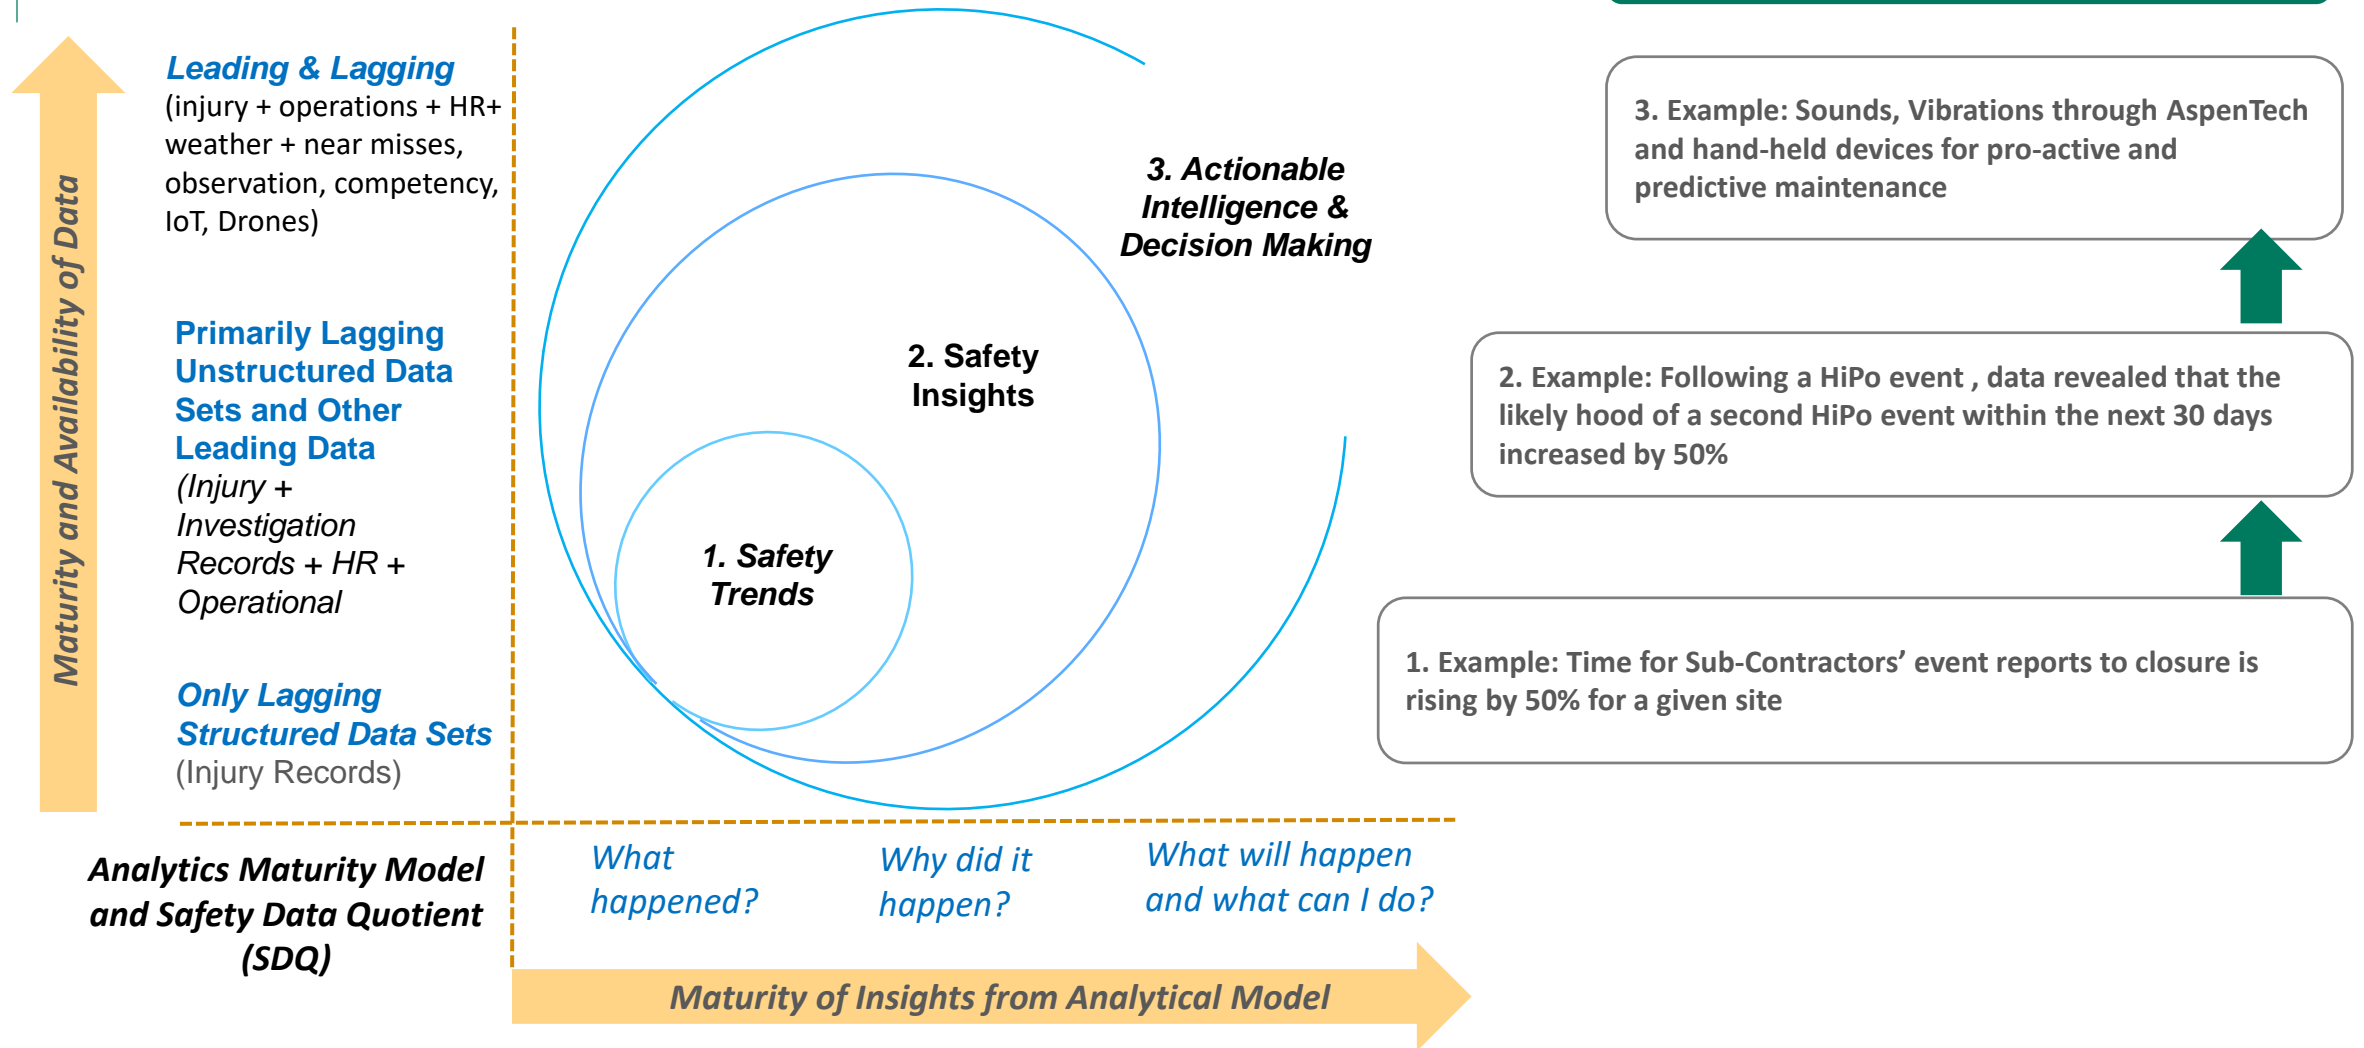 Maturity and Availability of Data
Leading & Lagging
(injury + operations + HR+
weather + near misses,
observation, competency,
IoT, Drones)
Primarily Lagging
Unstructured Data
Sets and Other
Leading Data
(Injury +
Investigation
Records + HR +
Operational
Only Lagging
Structured Data Sets
(Injury Records)
3. Actionable
Intelligence &
Decision Making
2. Safety
Insights
1. Safety
Trends
3. Example: Sounds, Vibrations through AspenTech
and hand-held devices for pro-active and
predictive maintenance
2. Example: Following a HiPo event , data revealed that the
likely hood of a second HiPo event within the next 30 days
increased by 50%
1. Example: Time for Sub-Contractors’ event reports to closure is
rising by 50% for a given site
Analytics Maturity Model
and Safety Data Quotient
(SDQ)
What
happened?
Why did it
happen?
What will happen
and what can I do?
Maturity of Insights from Analytical Model